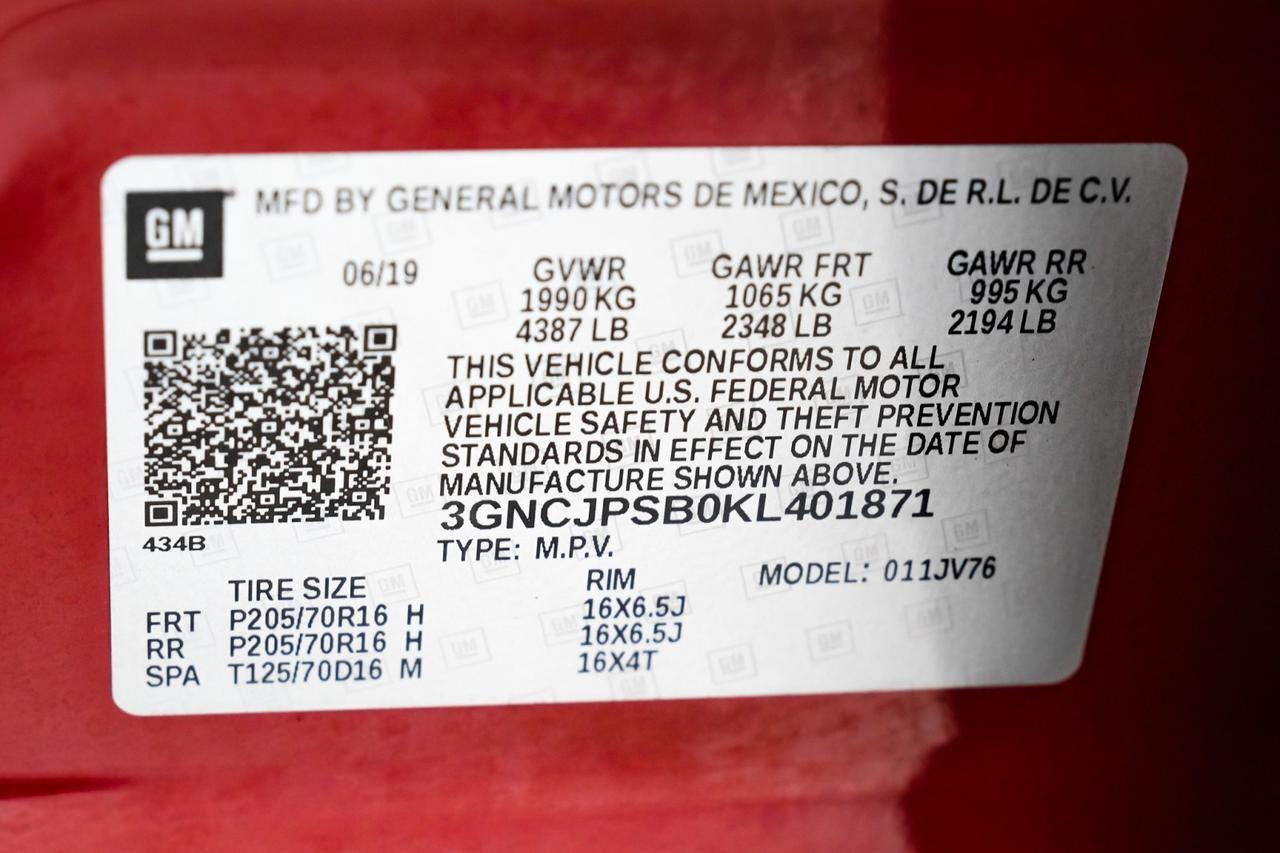 GM MFD BY GENERAL MOTORS DE MEXICO, S. DE R.L. DE C.V.
06/19 GVWR GAWR FRT GAWR RR
1990 KG 1065 KG 995 KG
4387 LB 2348 LB 2194 LB
THIS VEHICLE CONFORMS TO ALL
APPLICABLE U.S. FEDERAL MOTOR
VEHICLE SAFETY AND THEFT PREVENTION
STANDARDS IN EFFECT ON THE DATE OF
MANUFACTURE SHOWN ABOVE.
3GNCJPSB0KL401871
434B
TYPE: M.P.V.
TIRE SIZE RIM MODEL: 011JV76
FRT P205/70R16 H 16X6.5J
RR P205/70R16 H 16X6.5J
SPA T125/70D16 M 16X4T